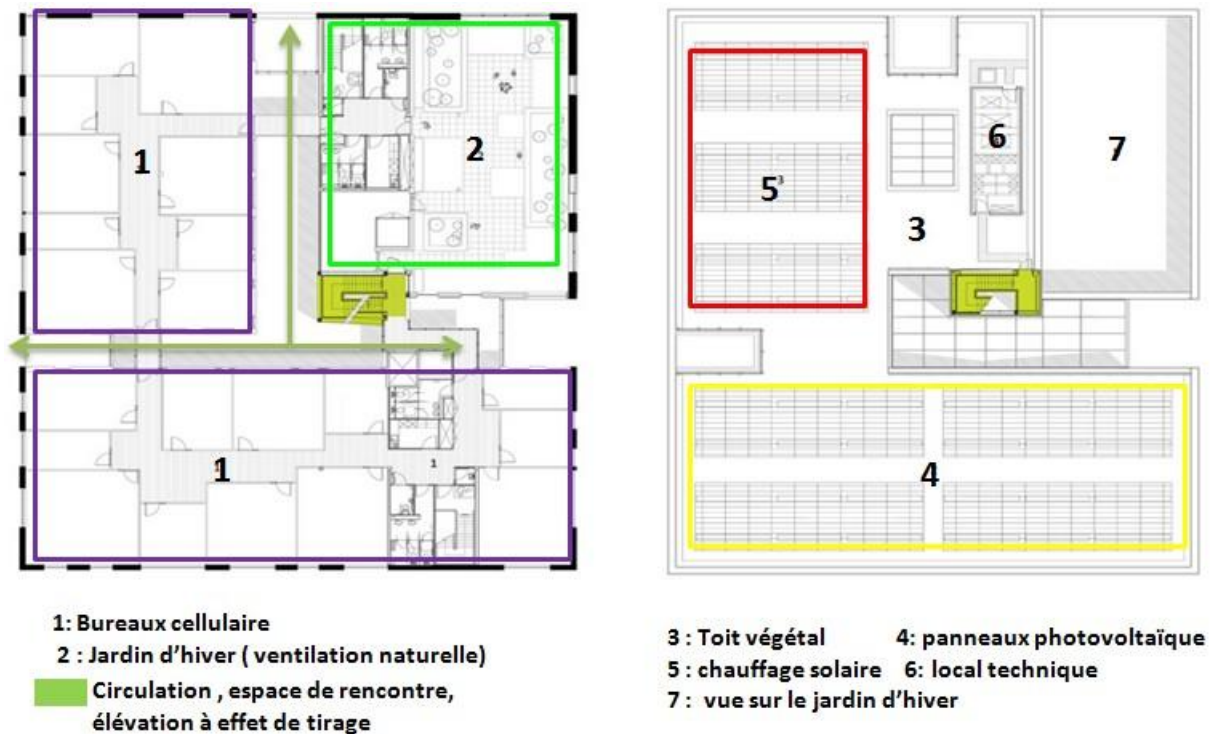 1
2
1
1
5³
6
7
3
4
1: Bureaux cellulaire
2 : Jardin d’hiver ( ventilation naturelle)
Circulation , espace de rencontre,
élévation à effet de tirage
3 : Toit végétal 4: panneaux photovoltaïque
5 : chauffage solaire 6: local technique
7 : vue sur le jardin d’hiver